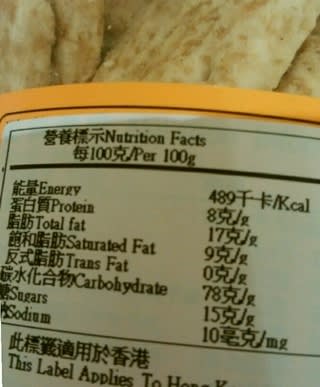 營養標示Nutrition Facts
每100克/Per 100g
能量Energy 489千卡/Kcal
蛋白質Protein 8克/g
脂肪Total fat 17克/g
飽和脂肪Saturated Fat 9克/g
反式脂肪Trans Fat 0克/g
碳水化合物Carbohydrate 78克/g
糖Sugars 15克/g
Sodium 10毫克/mg
此標籤適用於香港
This Label Applies To Hong K